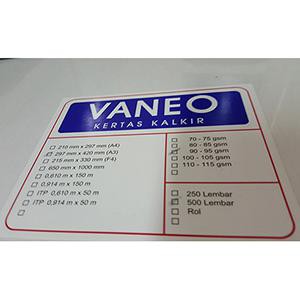 VANEO
KERTAS KALKIR
210 mm x 297 mm (A4)
297 mm x 420 mm (A3)
215 mm x 330 mm (F4)
650 mm x 1000 mm
0,610 m x 150 m
0,914 m x 150 m
ITP 0,610 m x 50 m
ITP 0,914 m x 50 m
70 - 75 gsm
80 - 85 gsm
90 - 95 gsm
100 - 105 gsm
110 - 115 gsm
250 Lembar
500 Lembar
Rol